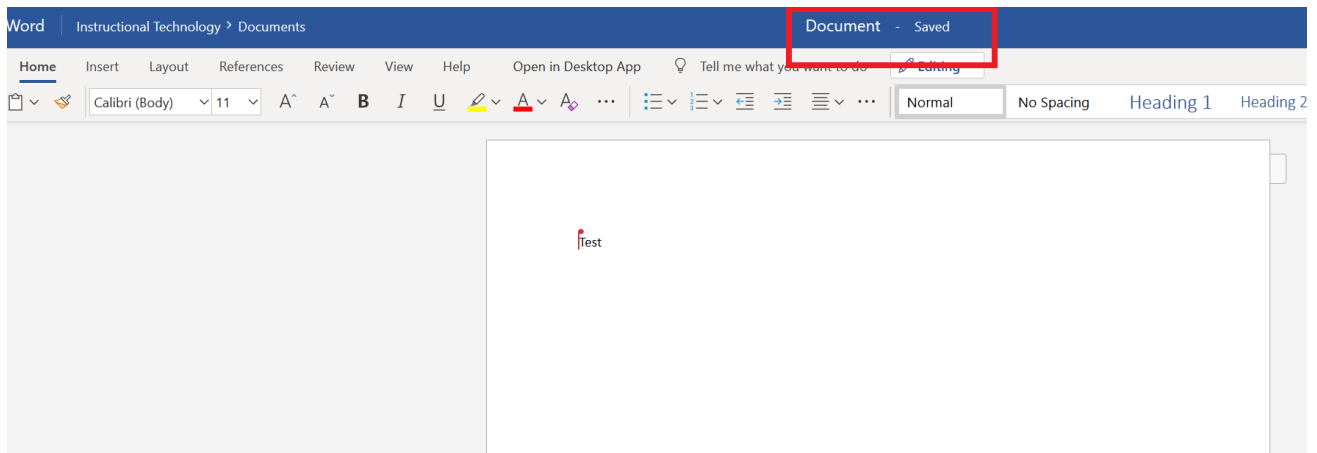 Word Instructional Technology > Documents Document - Saved
Home Insert Layout References Review View Help Open in Desktop App Tell me what you want to do Editing
Calibri (Body) 11 A A B I U A A ... ... Normal No Spacing Heading 1 Heading 2
Test